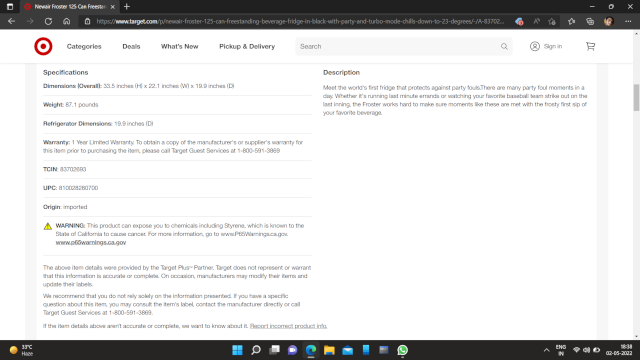 Newair Froster 125 Can Freestan
https://www.target.com/p/newair-froster-125-can-freestanding-beverage-fridge-in-black-with-party-and-turbo-mode-chills-down-to-23-degrees/-/A-83702...
Categories Deals What's New Pickup & Delivery Search Sign in
Specifications
Dimensions (Overall): 33.5 inches (H) x 22.1 inches (W) x 19.9 inches (D)
Weight: 87.1 pounds
Refrigerator Dimensions: 19.9 Inches (D)
Warranty: 1 Year Limited Warranty. To obtain a copy of the manufacturer's or supplier's warranty for
this item prior to purchasing the item, please call Target Guest Services at 1-800-591-3869
TCIN: 83702693
UPC: 810028280700
Origin: imported
WARNING: This product can expose you to chemicals including Styrene, which is known to the
State of California to cause cancer. For more information, go to www.P65Warnings.ca.gov.
www.p65warnings.ca.gov
The above item details were provided by the Target Plus™ Partner. Target does not represent or warrant
that this information is accurate or complete. On occasion, manufacturers may modify their items and
update their labels.
We recommend that you do not rely solely on the information presented. If you have a specific
question about this item, you may consult the item's label, contact the manufacturer directly or call
Target Guest Services at 1-800-591-3869.
If the item details above aren't accurate or complete, we want to know about it. Report incorrect product info.
Description
Meet the world's first fridge that protects against party fouls.There are many party foul moments in a
day. Whether it's running last minute errands or watching your favorite baseball team strike out on the
last inning, the Froster works hard to make sure moments like these are met with the frosty first sip of
your favorite beverage.
33°C
Haze
ENG
IN
18:38
02-05-2022